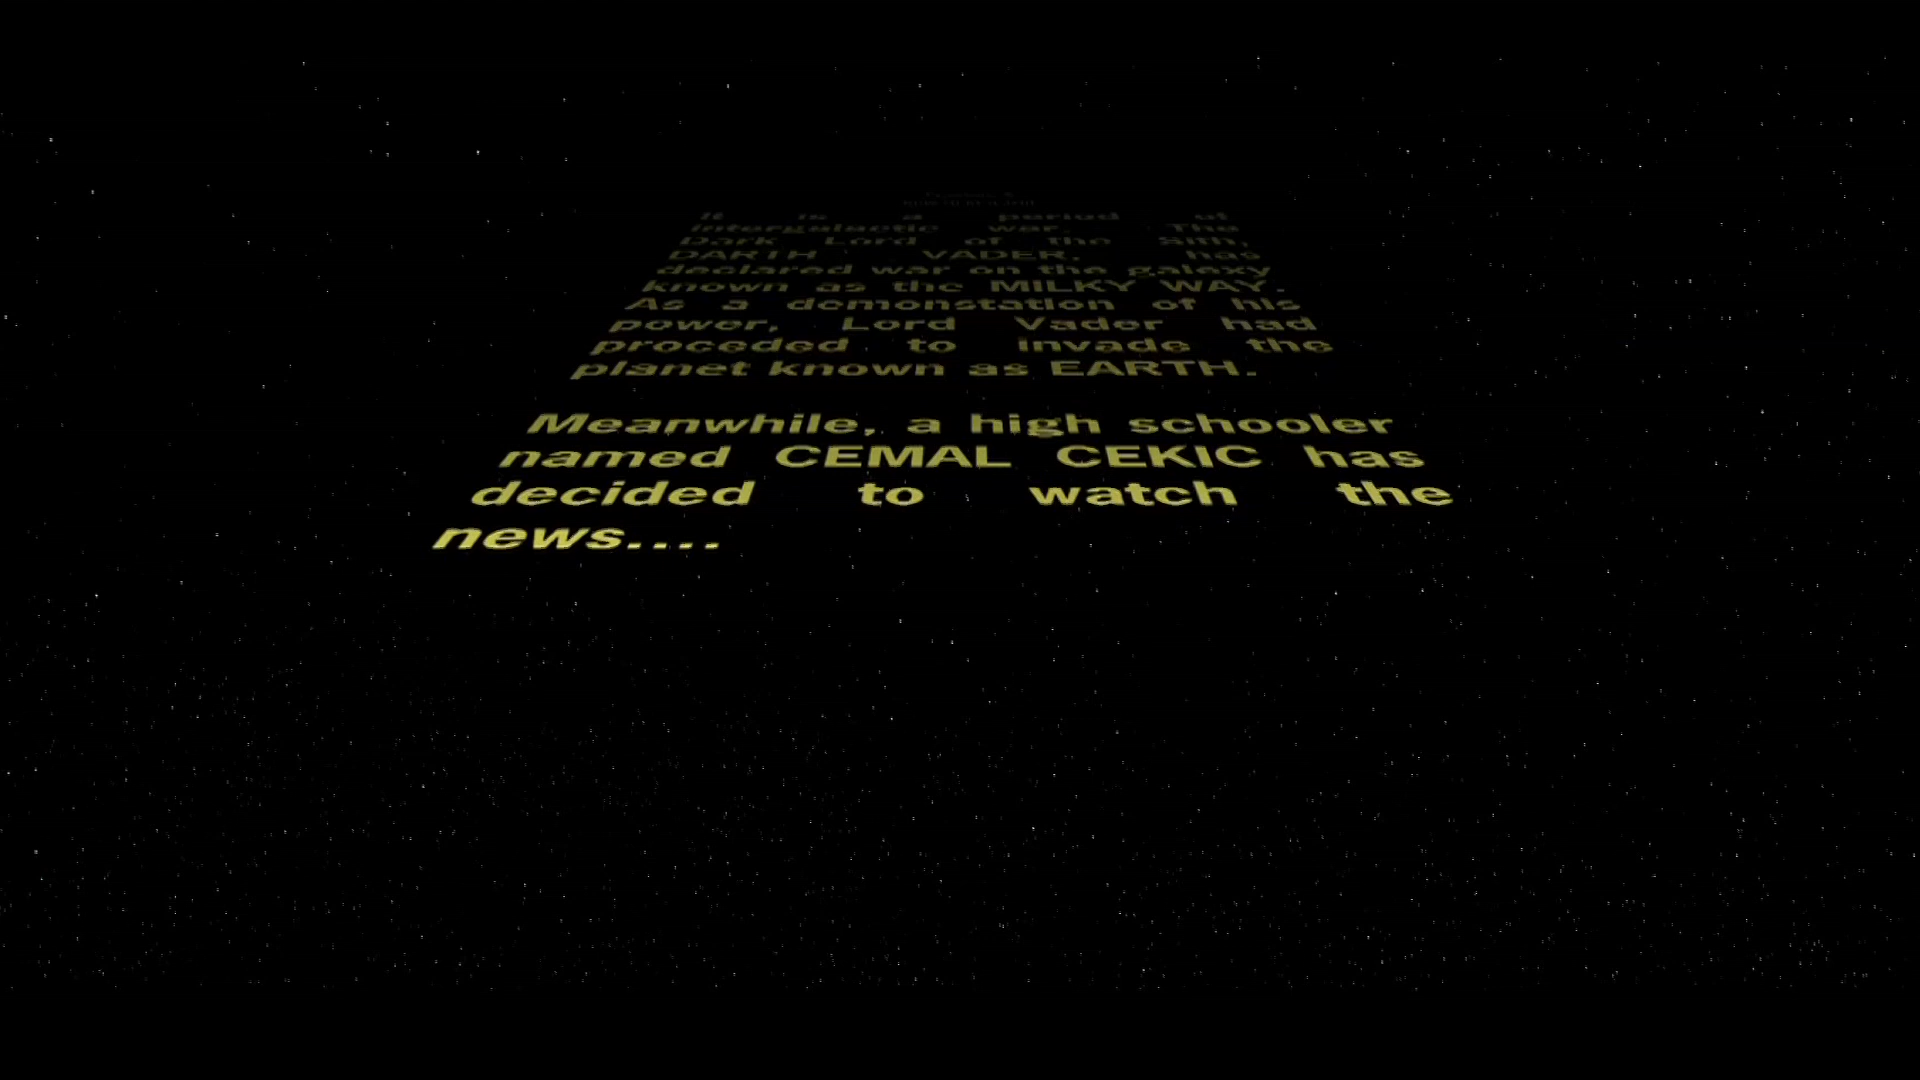 It is a period of
intergalactic war. The
Dark Lord of the Sith,
DARTH VADER, has
declared war on the galaxy
known as the MILKY WAY.
As a demonstation of his
power, Lord Vader had
proceded to invade the
planet known as EARTH.
Meanwhile, a high schooler
named CEMAL CEKIC has
decided to watch the
news....